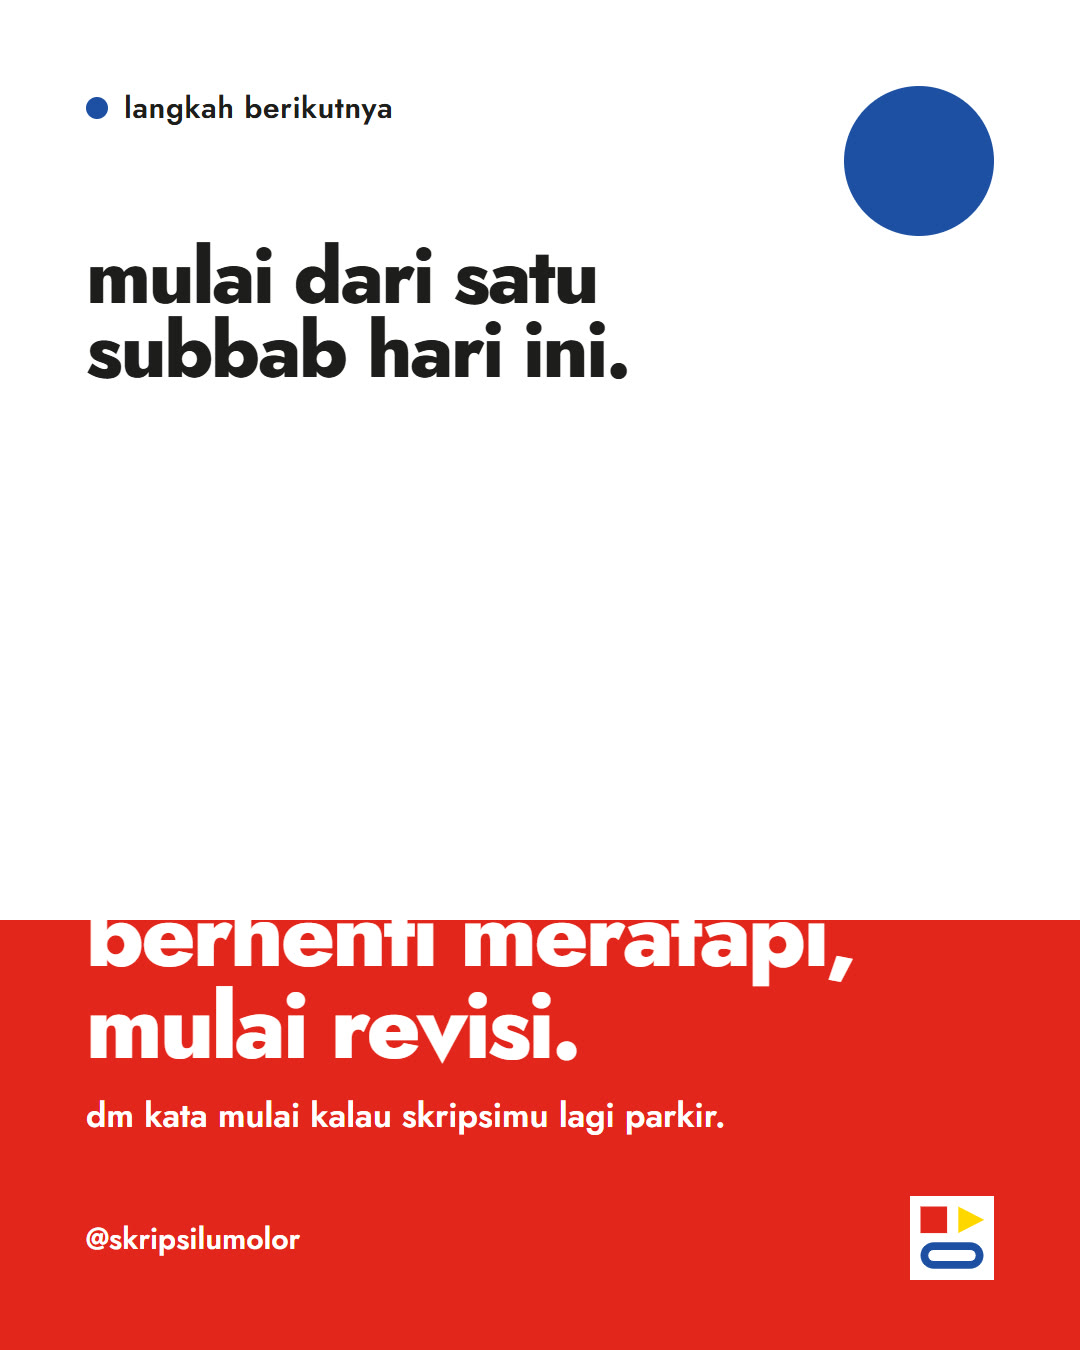 langkah berikutnya
mulai dari satu
subbab hari ini.
berhenti meratapi,
mulai revisi.
dm kata mulai kalau skripsimu lagi parkir.
@skripsilumolor